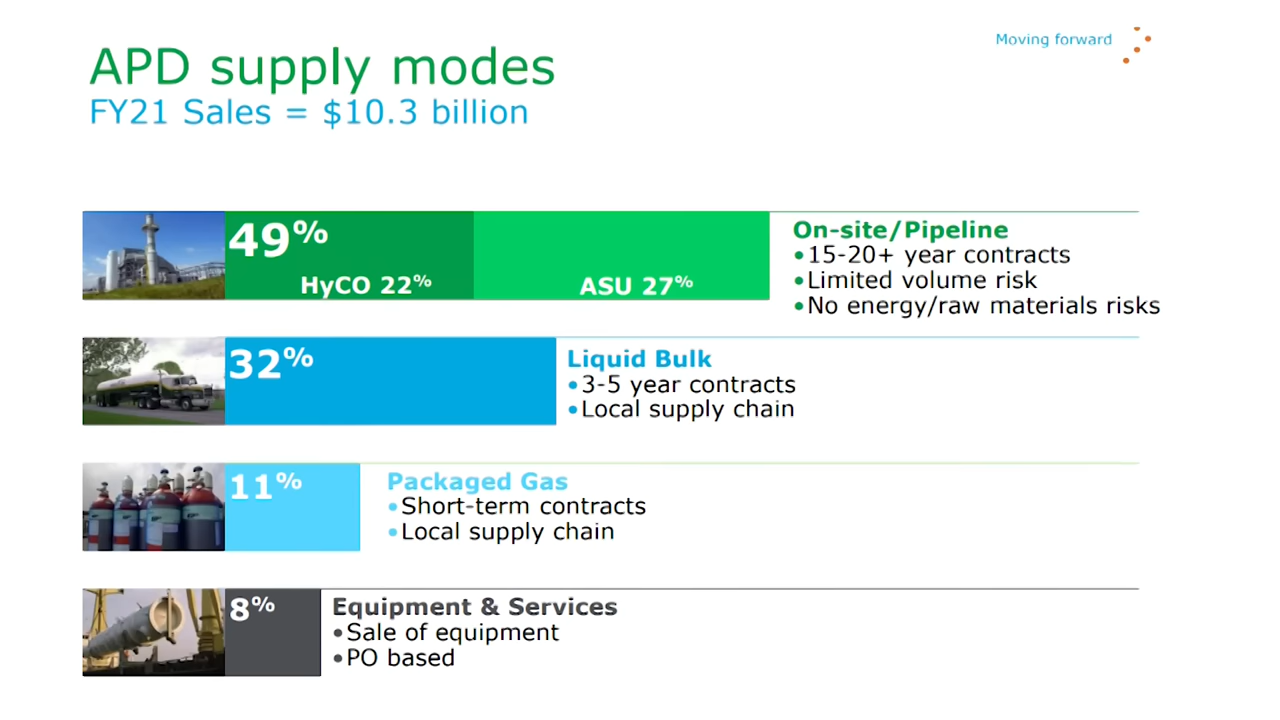 Moving forward
APD supply modes
FY21 Sales = $10.3 billion
49%
HyCO 22%
ASU 27%
On-site/Pipeline
•15-20+ year contracts
•Limited volume risk
•No energy/raw materials risks
32%
Liquid Bulk
•3-5 year contracts
•Local supply chain
11%
Packaged Gas
•Short-term contracts
•Local supply chain
8%
Equipment & Services
•Sale of equipment
•PO based